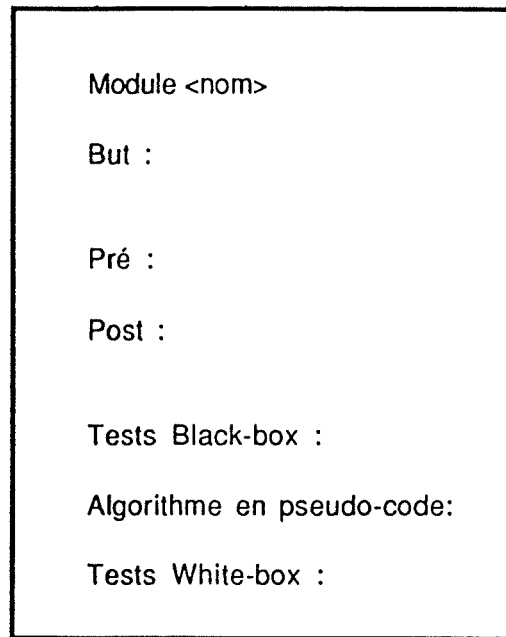 Module <nom>
But :
Pré :
Post :
Tests Black-box :
Algorithme en pseudo-code:
Tests White-box :